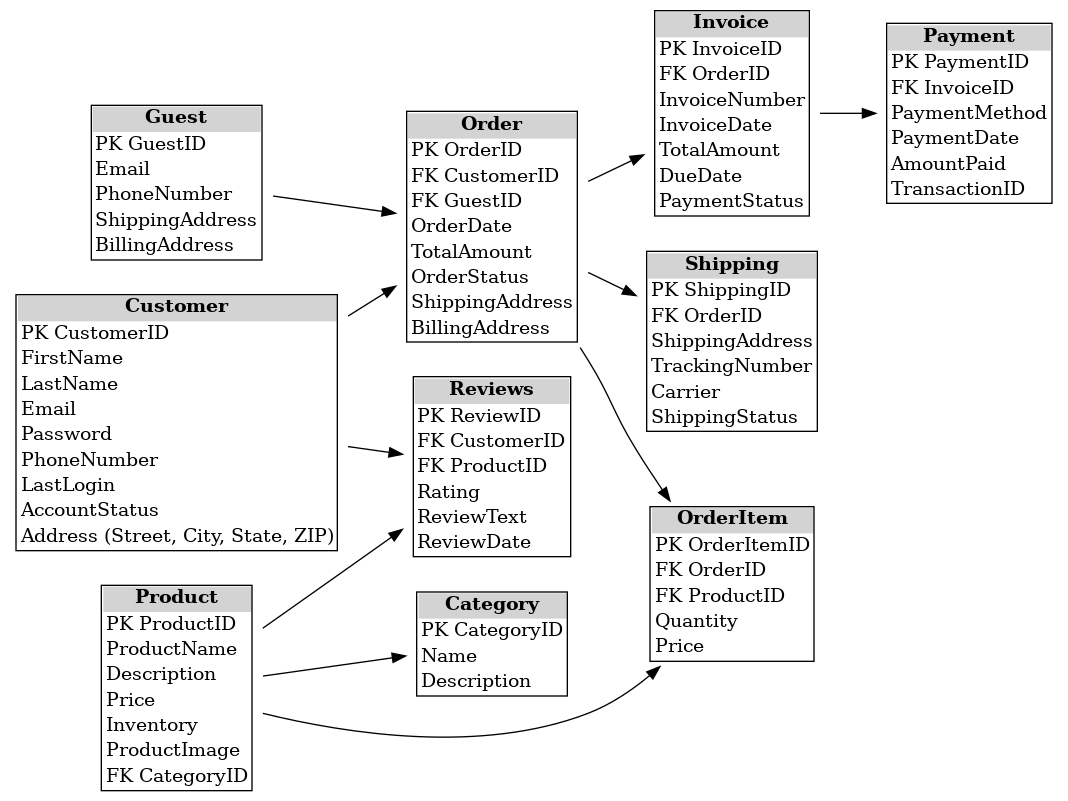 Guest
PK GuestID
Email
PhoneNumber
ShippingAddress
BillingAddress
Customer
PK CustomerID
FirstName
LastName
Email
Password
PhoneNumber
LastLogin
AccountStatus
Address (Street, City, State, ZIP)
Product
PK ProductID
ProductName
Description
Price
Inventory
ProductImage
FK CategoryID
Order
PK OrderID
FK CustomerID
FK GuestID
OrderDate
TotalAmount
OrderStatus
ShippingAddress
BillingAddress
Reviews
PK ReviewID
FK CustomerID
FK ProductID
Rating
ReviewText
ReviewDate
Category
PK CategoryID
Name
Description
Invoice
PK InvoiceID
FK OrderID
InvoiceNumber
InvoiceDate
TotalAmount
DueDate
PaymentStatus
Shipping
PK ShippingID
FK OrderID
ShippingAddress
TrackingNumber
Carrier
ShippingStatus
OrderItem
PK OrderItemID
FK OrderID
FK ProductID
Quantity
Price
Payment
PK PaymentID
FK InvoiceID
PaymentMethod
PaymentDate
AmountPaid
TransactionID